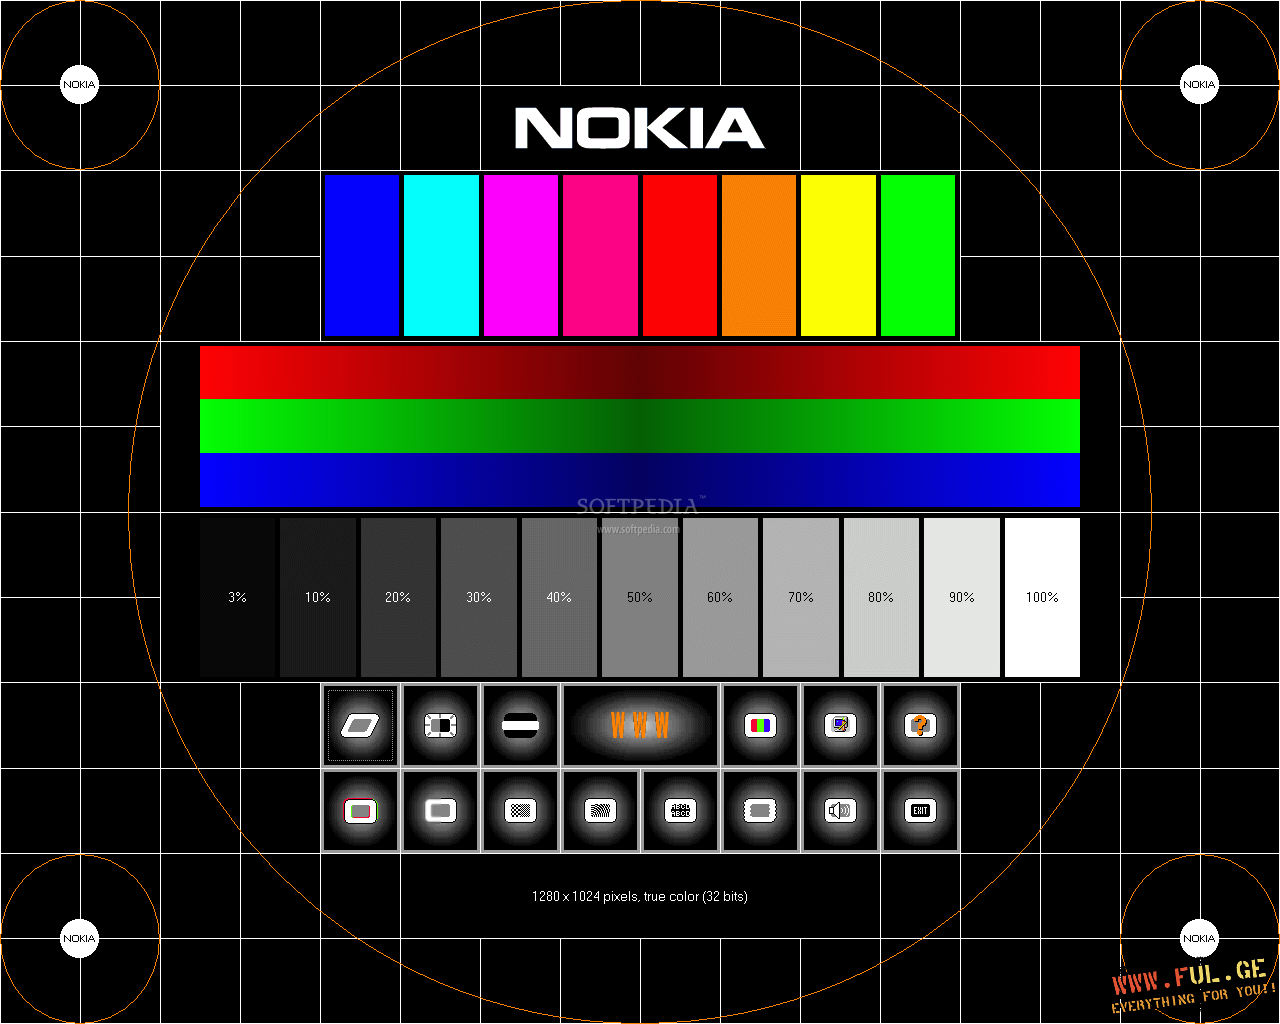 NOKIA
NOKIA
NOKIA
SOFTPEDIA™
www.softpedia.com
3% 10% 20% 30% 40% 50% 60% 70% 80% 90% 100%
WWW
?
ABCD
ABCD
EXIT
1280 x 1024 pixels, true color (32 bits)
NOKIA
NOKIA
WWW.FUL.GE
EVERYTHING FOR YOU!!